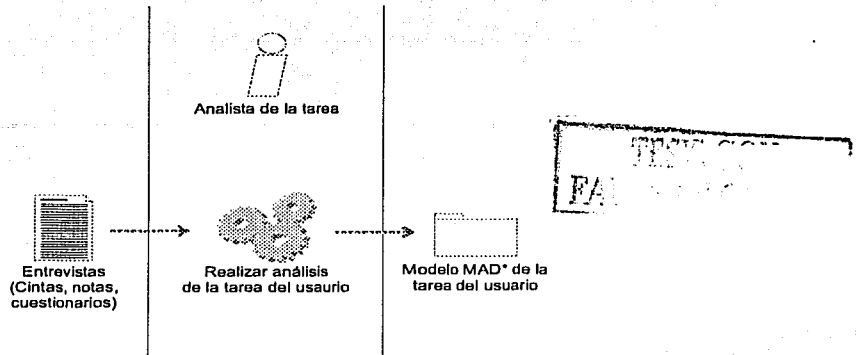 Analista de la tarea
Entrevistas
(Cintas, notas,
cuestionarios)
Realizar análisis
de la tarea del usaurio
Modelo MAD* de la
tarea del usuario